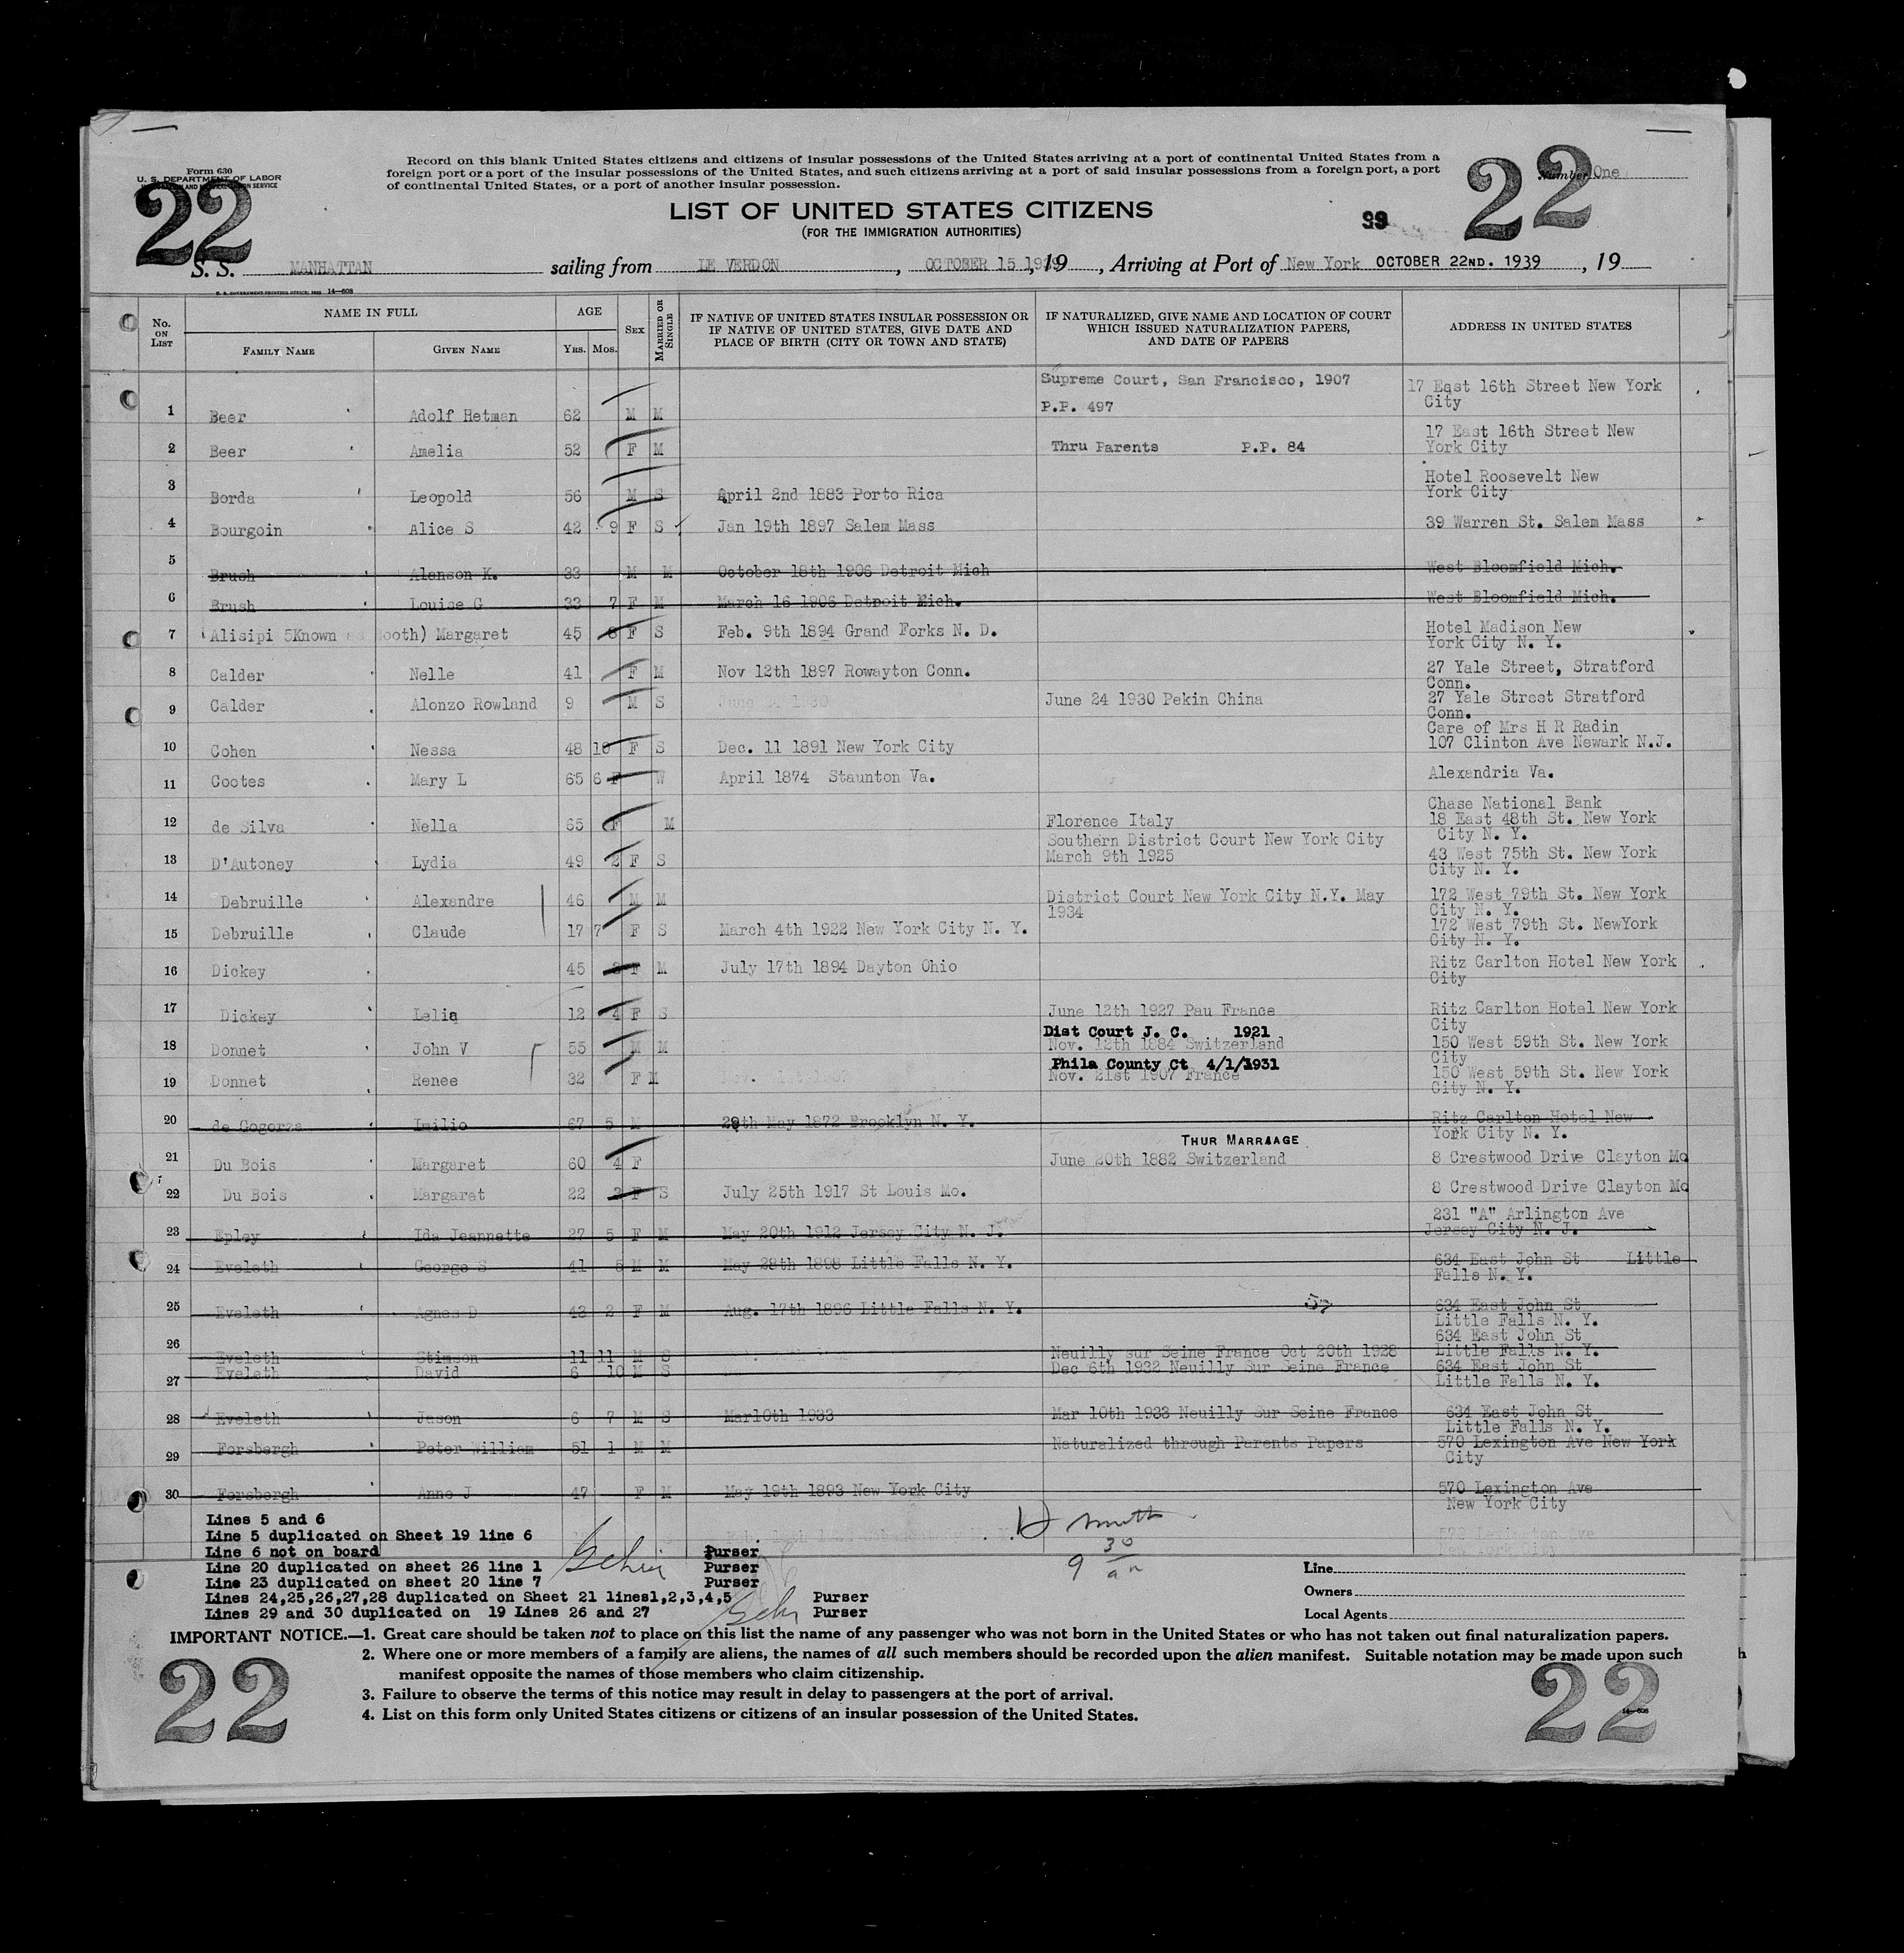 Form 630
U. S. DEPARTMENT OF LABOR
Record on this blank United States citizens and citizens of insular possessions of the United States arriving at a port of continental United States from a
foreign port or a port of the insular possessions of the United States, and such citizens arriving at a port of said insular possessions from a foreign port, a port
of continental United States, or a port of another insular possession.
22
22
Number One
LIST OF UNITED STATES CITIZENS
(FOR THE IMMIGRATION AUTHORITIES)
99
S. S. MANHATTAN sailing from LE VERDON, OCTOBER 15 1939, 19, Arriving at Port of New York OCTOBER 22ND. 1939, 19
U. S. GOVERNMENT PRINTING OFFICE 14—608
No. ON LIST
NAME IN FULL
FAMILY NAME
GIVEN NAME
AGE
YRS. MOS.
SEX
MARRIED OR SINGLE
IF NATIVE OF UNITED STATES INSULAR POSSESSION OR
IF NATIVE OF UNITED STATES, GIVE DATE AND
PLACE OF BIRTH (CITY OR TOWN AND STATE)
IF NATURALIZED, GIVE NAME AND LOCATION OF COURT
WHICH ISSUED NATURALIZATION PAPERS,
AND DATE OF PAPERS
ADDRESS IN UNITED STATES
1 Beer Adolf Hetman 62 M M Supreme Court, San Francisco, 1907 P.P. 497 17 East 16th Street New York City
2 Beer Amelia 52 F M Thru Parents P.P. 84 17 East 16th Street New York City
3 Borda Leopold 56 M S April 2nd 1883 Porto Rica Hotel Roosevelt New York City
4 Bourgoin Alice S 42 9 F S Jan 19th 1897 Salem Mass 39 Warren St. Salem Mass
5 Brush Alanson K. 33 M M October 18th 1906 Detroit Mich West Bloomfield Mich.
6 Brush Louise G 33 7 F M March 16 1906 Detroit Mich. West Bloomfield Mich.
7 Alisipi 5Known as Tooth) Margaret 45 8 F S Feb. 9th 1894 Grand Forks N. D. Hotel Madison New York City N. Y.
8 Calder Nelle 41 F M Nov 12th 1897 Rowayton Conn. 27 Yale Street, Stratford Conn.
9 Calder Alonzo Rowland 9 M S June 24 1930 June 24 1930 Pekin China 27 Yale Street Stratford Conn.
10 Cohen Nessa 48 10 F S Dec. 11 1891 New York City Care of Mrs H R Radin 107 Clinton Ave Newark N.J.
11 Cootes Mary L 65 6 F W April 1874 Staunton Va. Alexandria Va.
12 de Silva Nella 65 F M Florence Italy Chase National Bank 18 East 48th St. New York City N. Y.
13 D'Autoney Lydia 49 2 F S Southern District Court New York City March 9th 1925 43 West 75th St. New York City N. Y.
14 Debruille Alexandre 46 M M District Court New York City N.Y. May 1934 172 West 79th St. New York City N. Y.
15 Debruille Claude 17 7 F S March 4th 1922 New York City N. Y. 172 West 79th St. NewYork City N. Y.
16 Dickey 45 3 F M July 17th 1894 Dayton Ohio Ritz Carlton Hotel New York City
17 Dickey Lelia 12 4 F S June 12th 1927 Pau France Ritz Carlton Hotel New York City
18 Donnet John V 55 M M Dist Court J. C. 1921 Nov. 12th 1884 Switzerland 150 West 59th St. New York City
19 Donnet Renee 32 F M Phila County Ct 4/1/1931 Nov. 21st 1907 France 150 West 59th St. New York City N. Y.
20 de Gogorza Imilio 67 5 M 29th May 1872 Brooklyn N. Y. Ritz Carlton Hotel New York City N. Y.
21 Du Bois Margaret 60 4 F THUR MARRIAGE June 20th 1882 Switzerland 8 Crestwood Drive Clayton Mo
22 Du Bois Margaret 22 3 F S July 25th 1917 St Louis Mo. 8 Crestwood Drive Clayton Mo
23 Epley Ida Jeannette 27 5 F M May 20th 1912 Jersey City N. J. 231 "A" Arlington Ave Jersey City N. J.
24 Eveleth George S 41 5 M M May 28th 1898 Little Falls N. Y. 634 East John St Little Falls N. Y.
25 Eveleth Agnes D 43 2 F M Aug. 17th 1896 Little Falls N. Y. 634 East John St Little Falls N. Y.
26 Eveleth Stimson 11 11 M S Neuilly sur Seine France Oct 20th 1928 634 East John St Little Falls N. Y.
27 Eveleth David 6 10 M S Dec 6th 1932 Neuilly Sur Seine France 634 East John St Little Falls N. Y.
28 Eveleth Jason 6 7 M S Mar10th 1933 Mar 10th 1933 Neuilly Sur Seine France 634 East John St Little Falls N. Y.
29 Forsbergh Peter William 51 1 M M Naturalized through Parents Papers 570 Lexington Ave New York City
30 Forsbergh Anne J 47 F M May 19th 1893 New York City 570 Lexington Ave New York City
Lines 5 and 6
Line 5 duplicated on Sheet 19 line 6
Line 6 not on board Purser
Line 20 duplicated on sheet 26 line 1 Purser
Line 23 duplicated on sheet 20 line 7 Purser
Lines 24,25,26,27,28 duplicated on Sheet 21 lines1,2,3,4,5 Purser
Lines 29 and 30 duplicated on 19 Lines 26 and 27 Purser
9 30 am
Line
Owners
Local Agents
IMPORTANT NOTICE.—1. Great care should be taken not to place on this list the name of any passenger who was not born in the United States or who has not taken out final naturalization papers.
2. Where one or more members of a family are aliens, the names of all such members should be recorded upon the alien manifest. Suitable notation may be made upon such
manifest opposite the names of those members who claim citizenship.
3. Failure to observe the terms of this notice may result in delay to passengers at the port of arrival.
4. List on this form only United States citizens or citizens of an insular possession of the United States.
22
22
14—608